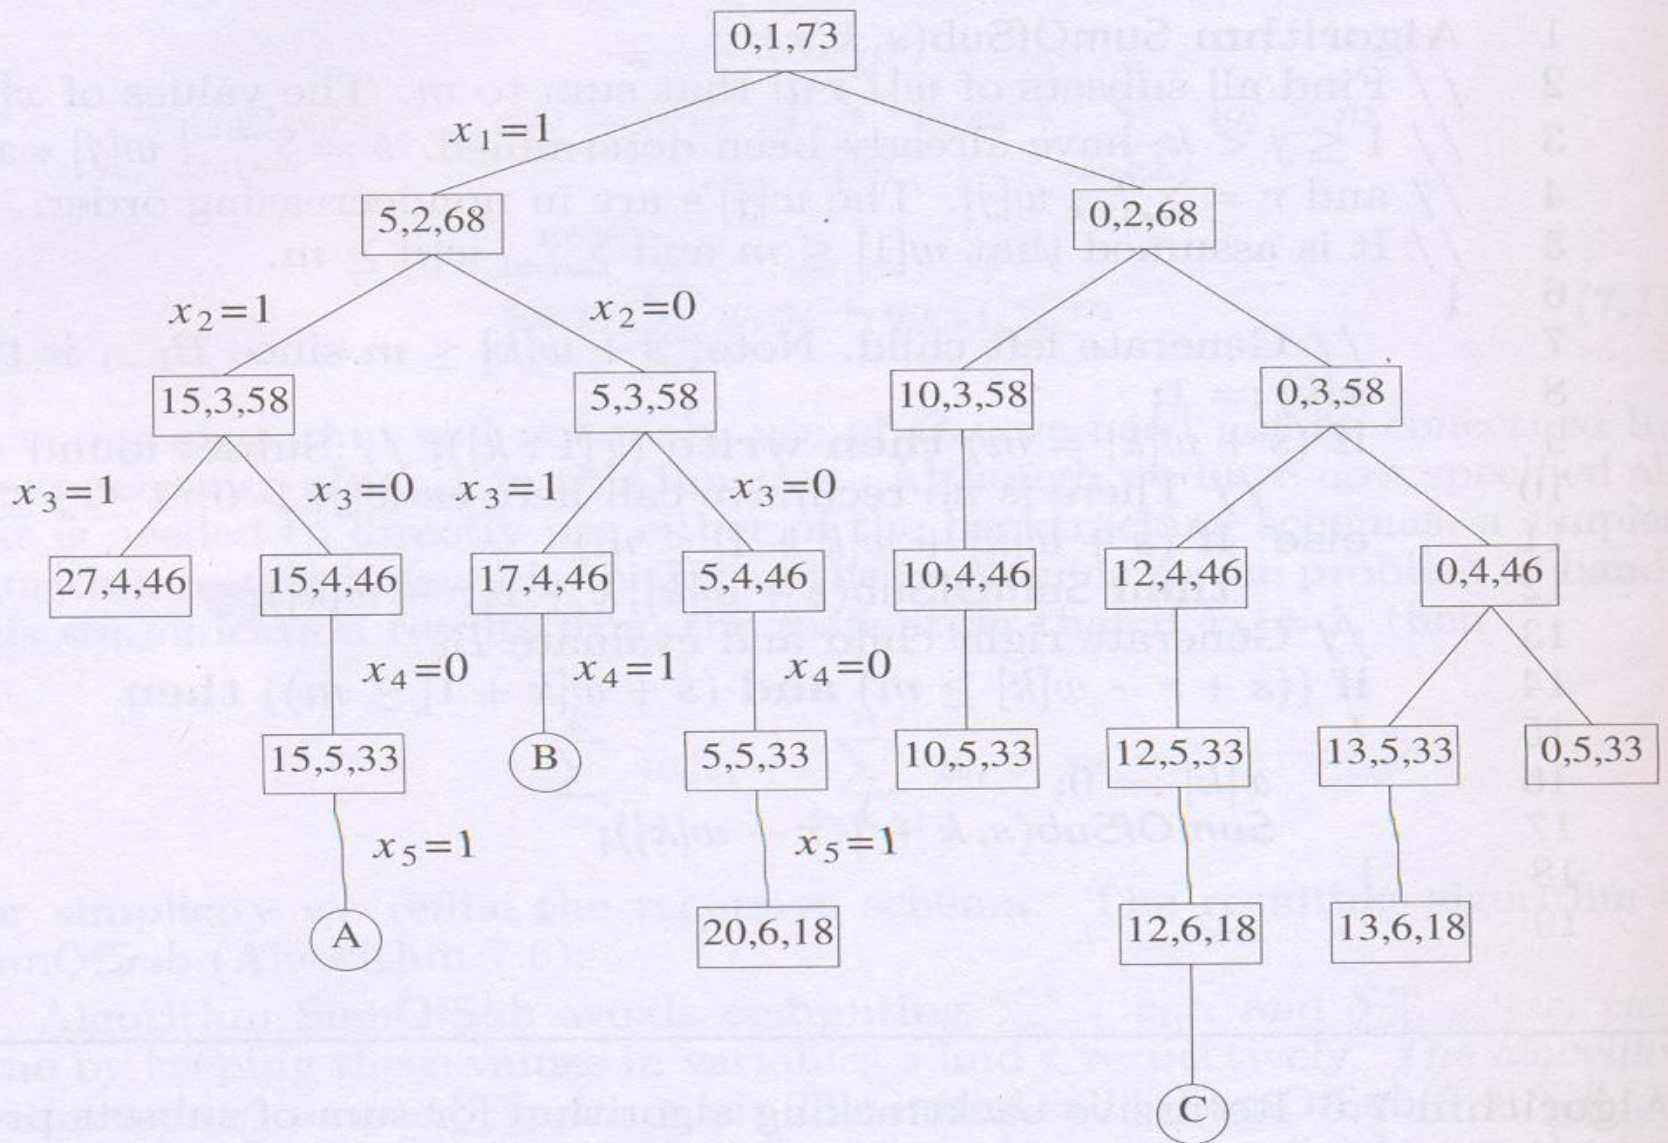 0,1,73
x1=1
5,2,68
0,2,68
x2=1
x2=0
15,3,58
5,3,58
10,3,58
0,3,58
x3=1
x3=0
x3=1
x3=0
27,4,46
15,4,46
17,4,46
5,4,46
10,4,46
12,4,46
0,4,46
x4=0
x4=1
x4=0
15,5,33
B
5,5,33
10,5,33
12,5,33
13,5,33
0,5,33
x5=1
x5=1
A
20,6,18
12,6,18
13,6,18
C